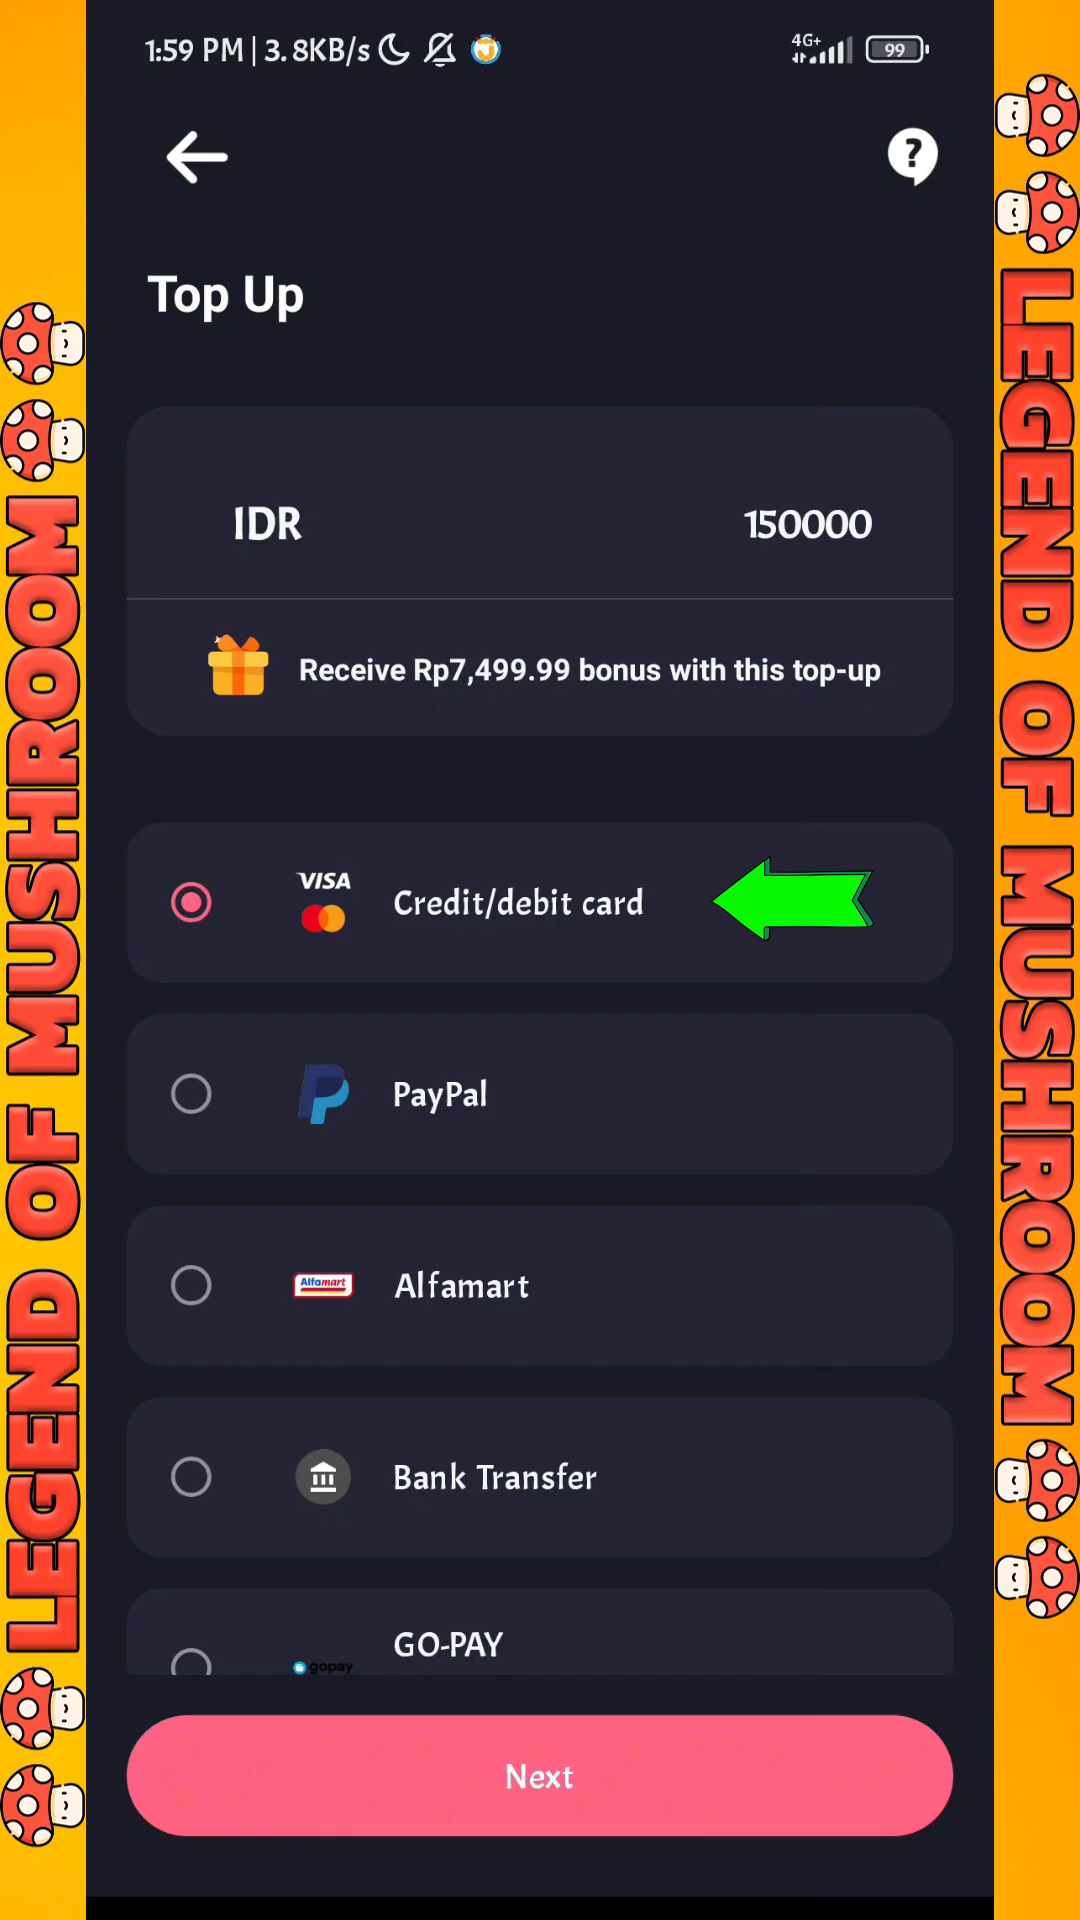 1:59 PM | 3.8KB/s
4G+
99
Top Up
IDR 150000
Receive Rp7,499.99 bonus with this top-up
VISA
Credit/debit card
PayPal
Alfamart
Alfamart
Bank Transfer
GO-PAY
gopay
Next
LEGEND OF MUSHROOM
LEGEND OF MUSHROOM